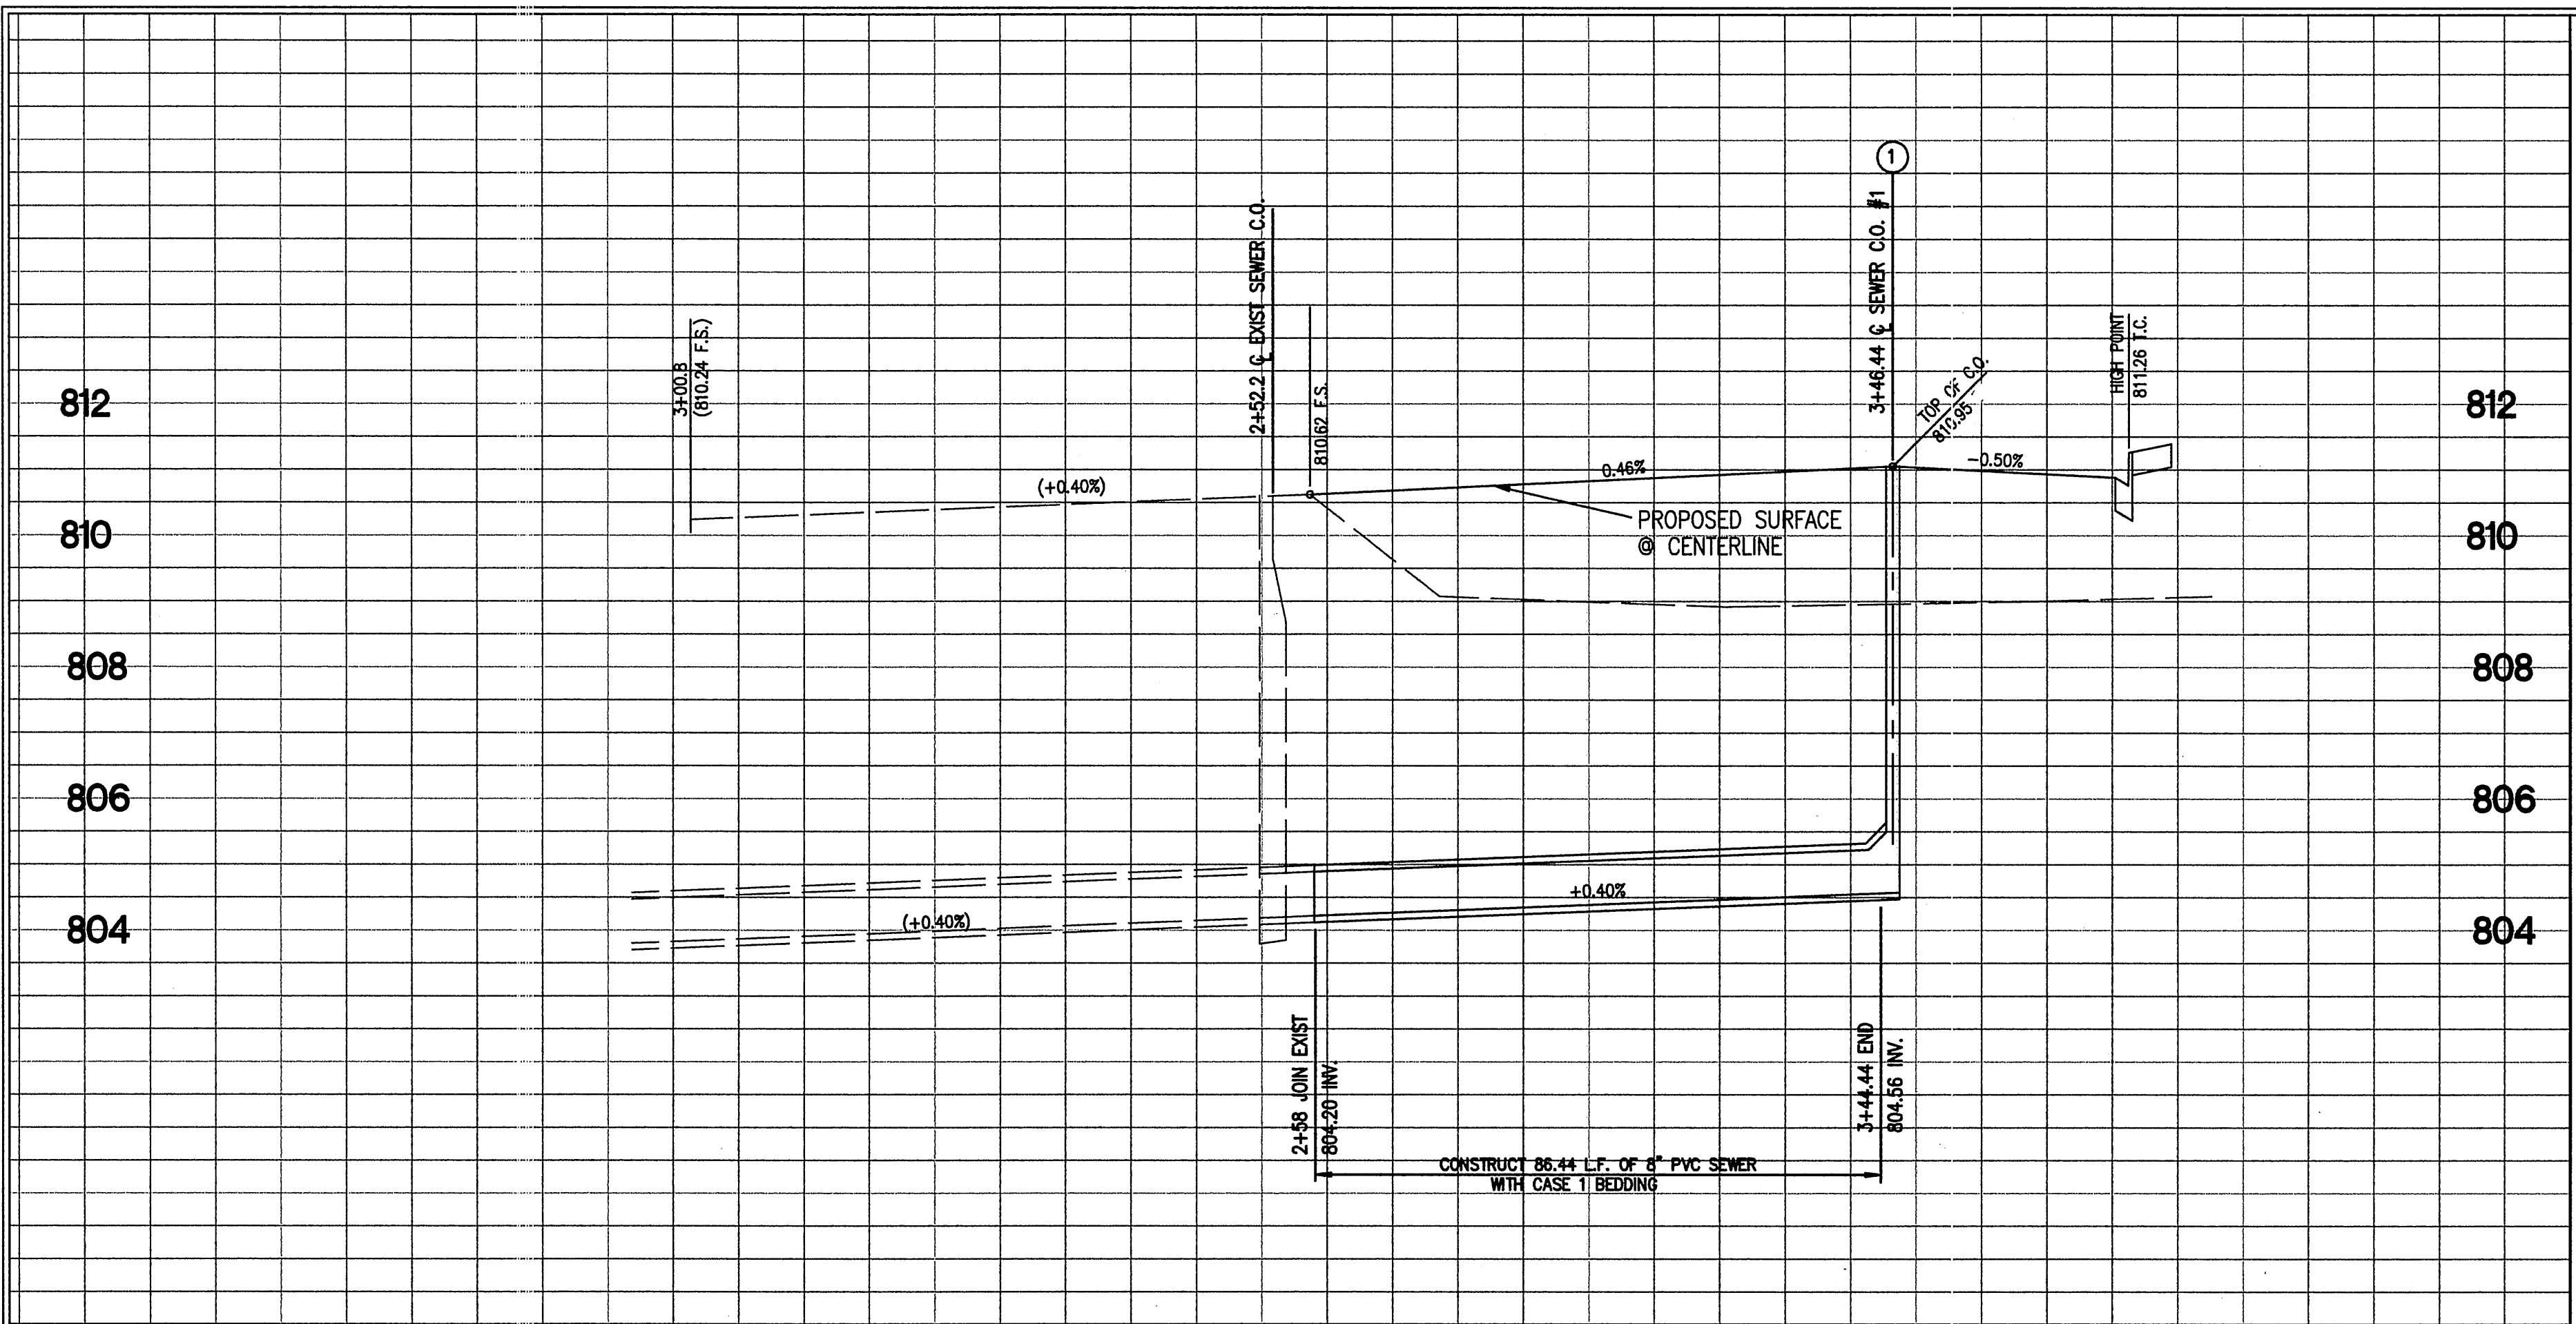 1
2+52.2 ℄ EXIST SEWER C.O.
3+46.44 ℄ SEWER C.O. #1
3+00.8
(810.24 F.S.)
810.62 F.S.
TOP OF C.O.
810.95
HIGH POINT
811.26 T.C.
812
812
(+0.40%)
0.46%
-0.50%
PROPOSED SURFACE
@ CENTERLINE
810
810
808
808
806
806
804
804
(+0.40%)
+0.40%
2+58 JOIN EXIST
804.20 INV.
3+44.44 END
804.56 INV.
CONSTRUCT 86.44 L.F. OF 8" PVC SEWER
WITH CASE 1 BEDDING